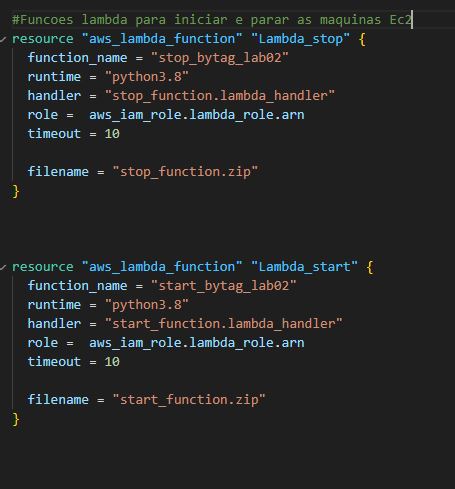 #Funcoes lambda para iniciar e parar as maquinas Ec2
resource "aws_lambda_function" "Lambda_stop" {
  function_name = "stop_bytag_lab02"
  runtime = "python3.8"
  handler = "stop_function.lambda_handler"
  role =  aws_iam_role.lambda_role.arn
  timeout = 10
  filename = "stop_function.zip"
}
resource "aws_lambda_function" "Lambda_start" {
  function_name = "start_bytag_lab02"
  runtime = "python3.8"
  handler = "start_function.lambda_handler"
  role =  aws_iam_role.lambda_role.arn
  timeout = 10
  filename = "start_function.zip"
}